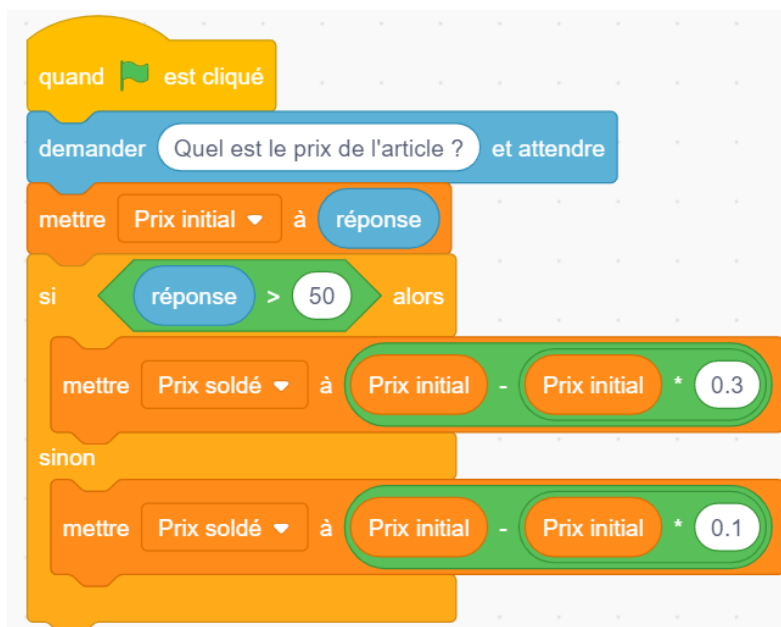 quand est cliqué
demander Quel est le prix de l'article ? et attendre
mettre Prix initial à réponse
si réponse > 50 alors
mettre Prix soldé à Prix initial - Prix initial * 0.3
sinon
mettre Prix soldé à Prix initial - Prix initial * 0.1